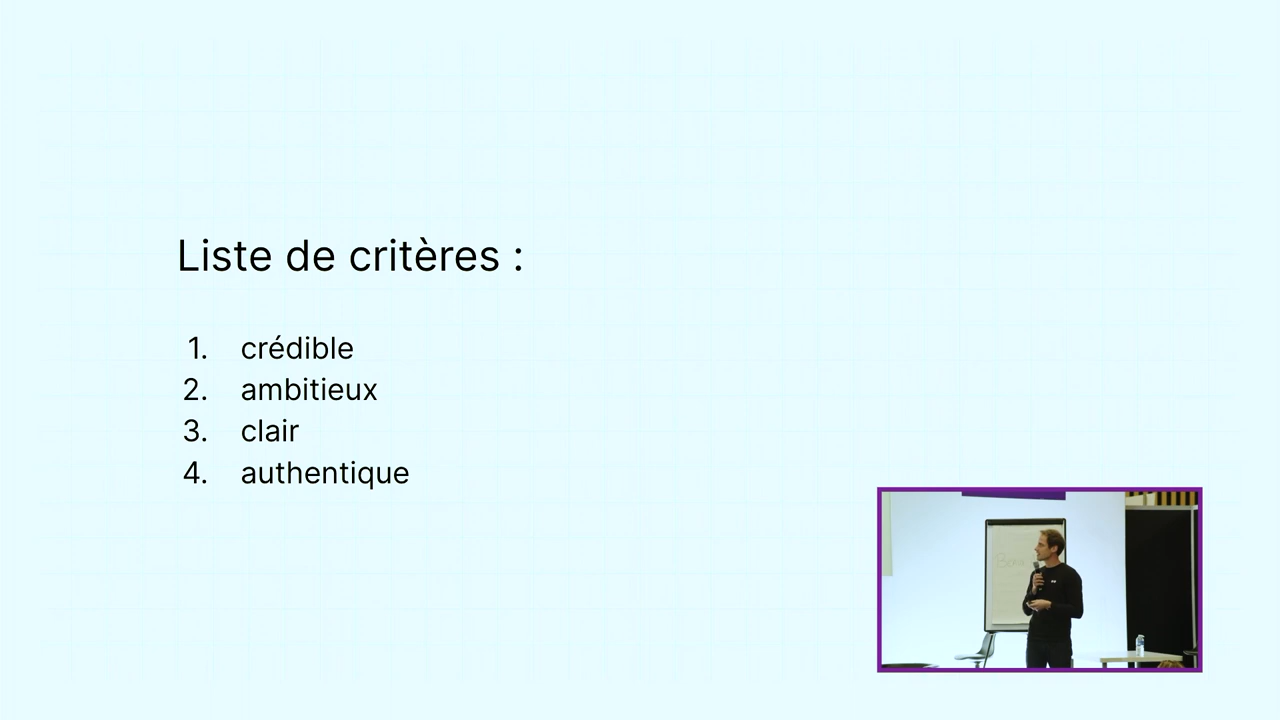 Liste de critères :
1. crédible
2. ambitieux
3. clair
4. authentique